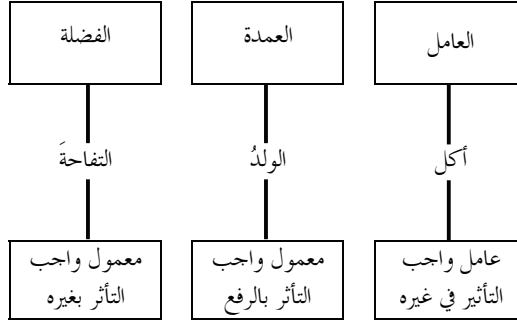 العامل
العمدة
الفضلة
أكل
الولدُ
التفاحةَ
عامل واجب
التأثير في غيره
معمول واجب
التأثر بالرفع
معمول واجب
التأثر بغيره